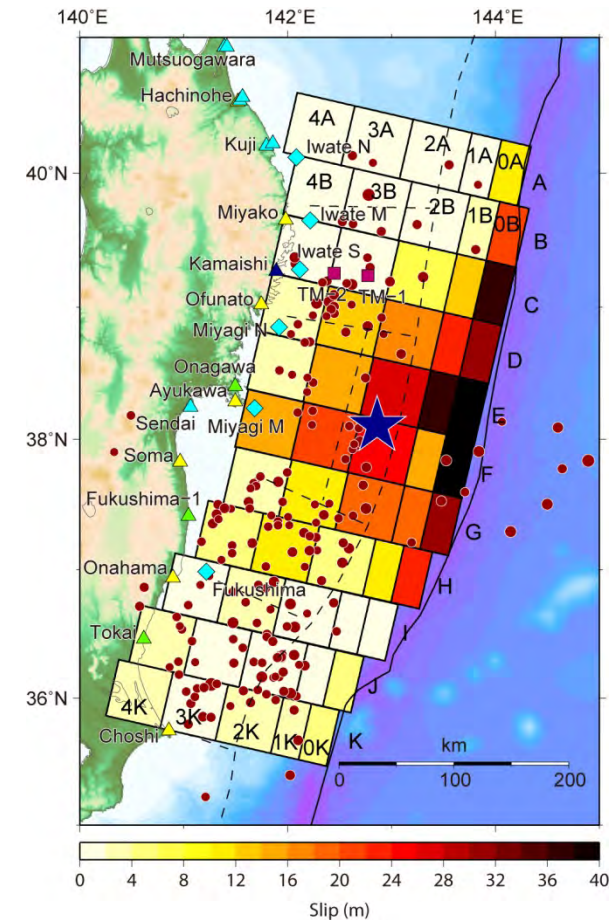 140°E 142°E 144°E
Mutsuogawara
Hachinohe
4A 3A 2A 1A 0A
Kuji Iwate N
40°N
A
4B 3B 2B 1B 0B
Miyako Iwate M
B
Iwate S
Kamaishi
C
TM-2 TM-1
Ofunato
Miyagi N
D
Onagawa
E
Ayukawa
Sendai Miyagi M
38°N
Soma
F
Fukushima-1
G
Onahama
H
Fukushima
I
Tokai
J
36°N
4K 3K 2K 1K 0K
K
Choshi
km
0 100 200
0 4 8 12 16 20 24 28 32 36 40
Slip (m)